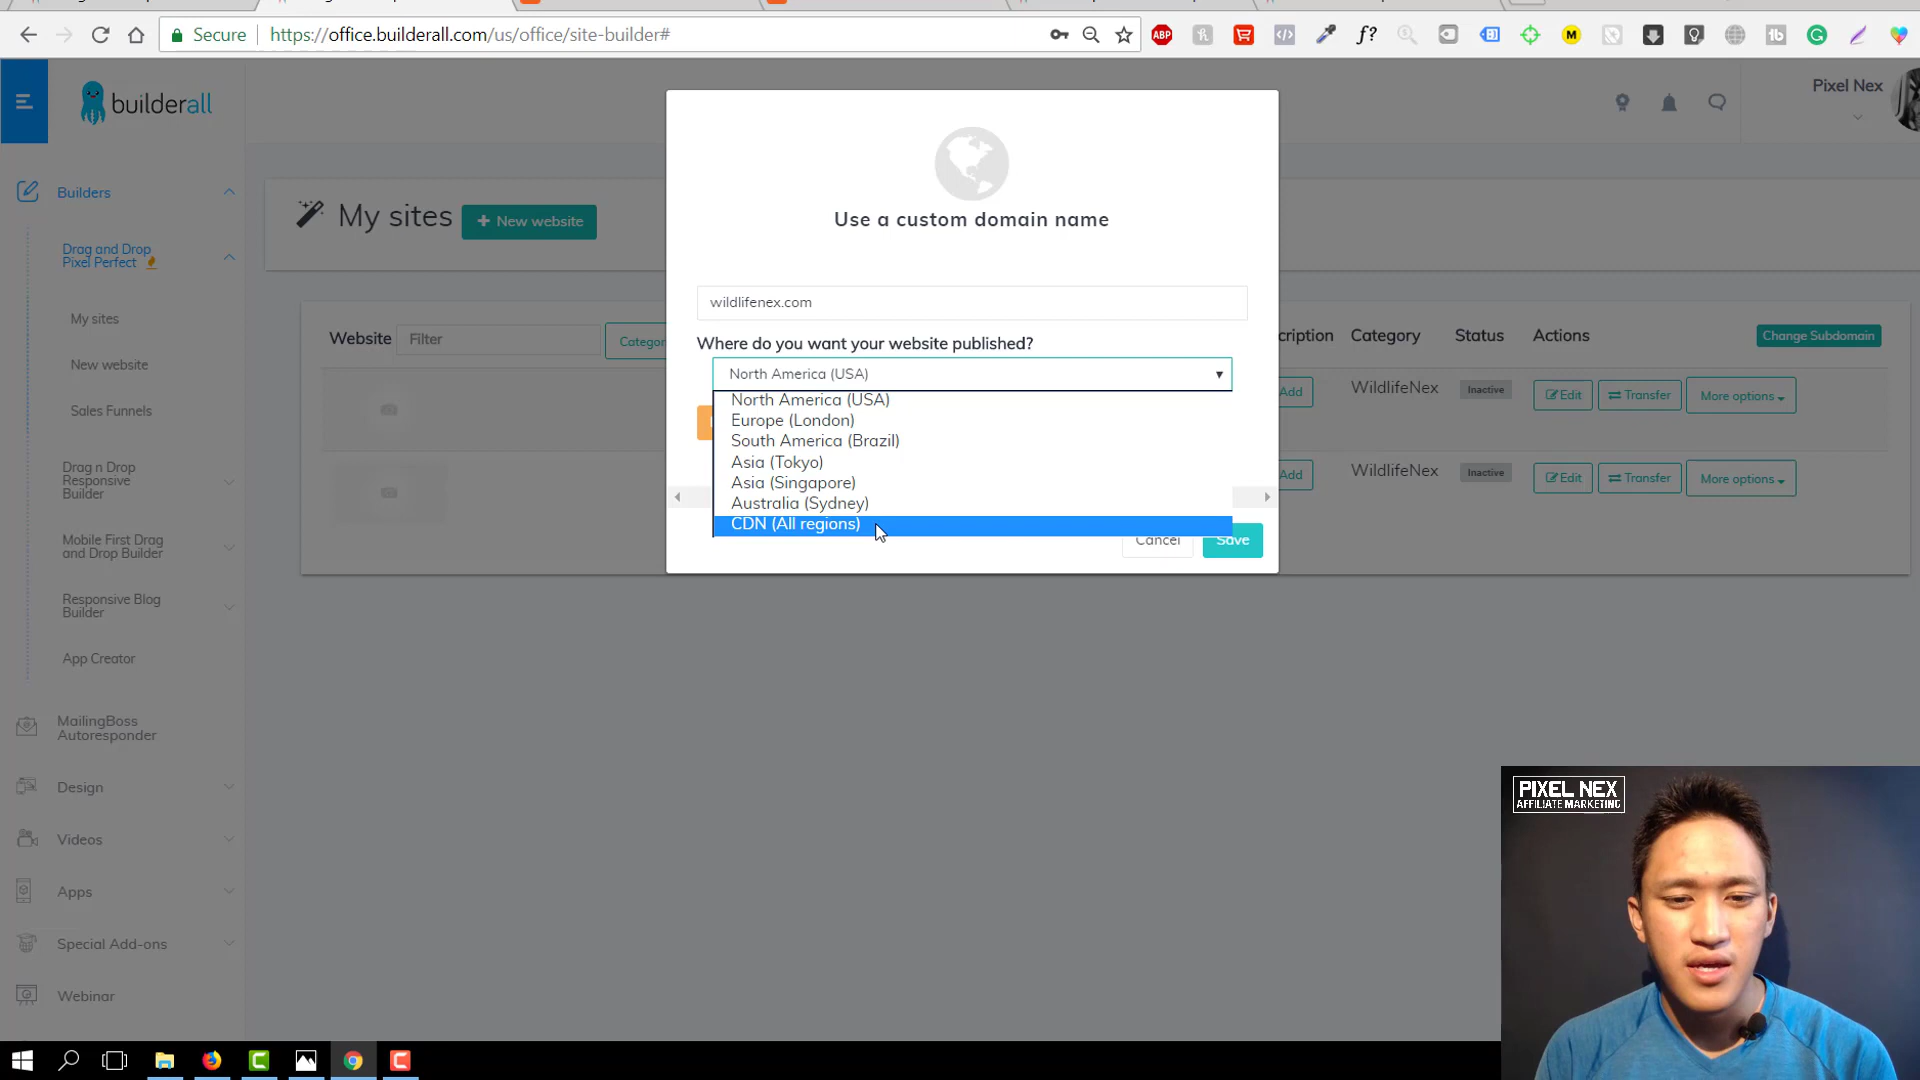 Secure
https://office.builderall.com/us/office/site-builder#
ABP
f?
M
tb
G
builderall
Pixel Nex
Builders
Drag and Drop
Pixel Perfect
My sites
New website
Sales Funnels
Drag n Drop
Responsive
Builder
Mobile First Drag
and Drop Builder
Responsive Blog
Builder
App Creator
MailingBoss
Autoresponder
Design
Videos
Apps
Special Add-ons
Webinar
My sites
+ New website
Website
Filter
Category
Status
Actions
Change Subdomain
Add
WildlifeNex
Inactive
Edit
Transfer
More options
Add
WildlifeNex
Inactive
Edit
Transfer
More options
Use a custom domain name
wildlifenex.com
Where do you want your website published?
North America (USA)
North America (USA)
Europe (London)
South America (Brazil)
Asia (Tokyo)
Asia (Singapore)
Australia (Sydney)
CDN (All regions)
Cancel
Save
PIXEL NEX
AFFILIATE MARKETING